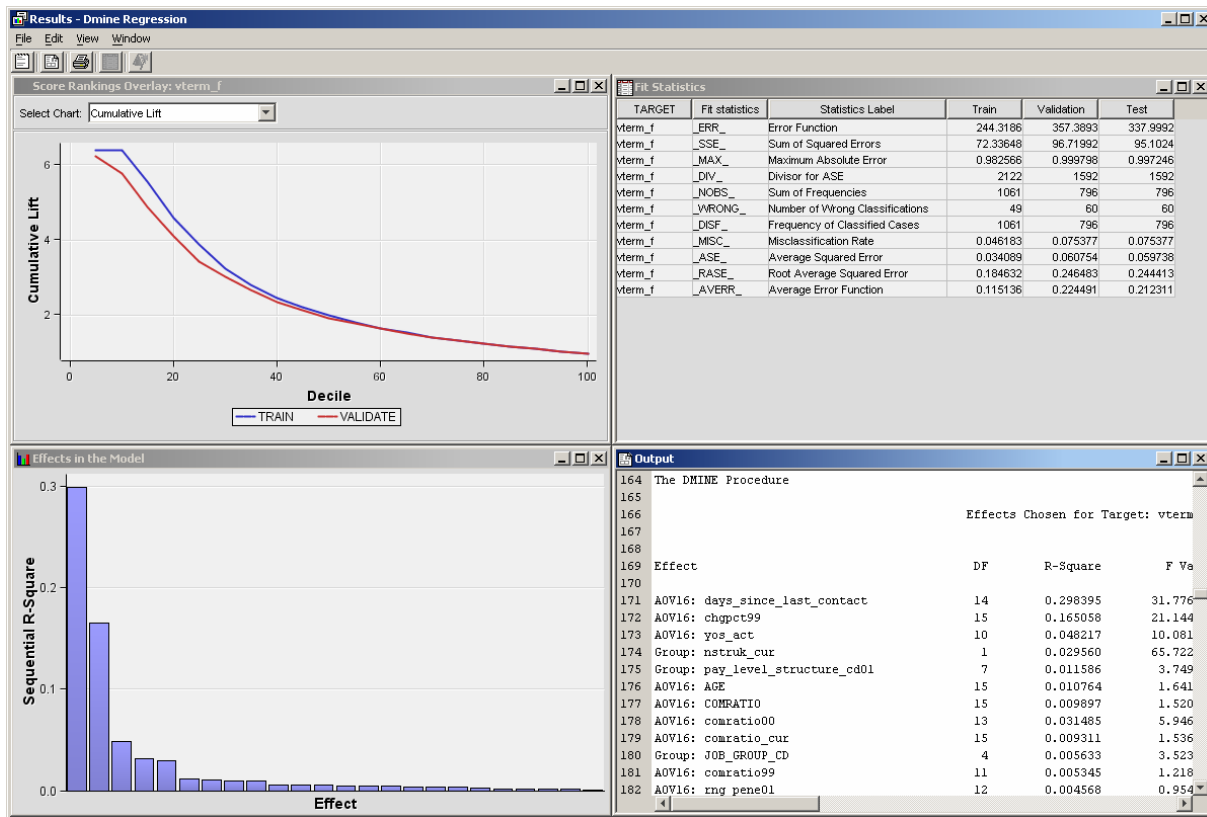 Results - Dmine Regression
File Edit View Window
Score Rankings Overlay: vterm_f
Select Chart: Cumulative Lift
Cumulative Lift
6
4
2
0 20 40 60 80 100
Decile
TRAIN VALIDATE
Fit Statistics
TARGET Fit statistics Statistics Label Train Validation Test
vterm_f _ERR_ Error Function 244.3186 357.3893 337.9992
vterm_f _SSE_ Sum of Squared Errors 72.33648 96.71992 95.1024
vterm_f _MAX_ Maximum Absolute Error 0.982566 0.999798 0.997246
vterm_f _DIV_ Divisor for ASE 2122 1592 1592
vterm_f _NOBS_ Sum of Frequencies 1061 796 796
vterm_f _WRONG_ Number of Wrong Classifications 49 60 60
vterm_f _DISF_ Frequency of Classified Cases 1061 796 796
vterm_f _MISC_ Misclassification Rate 0.046183 0.075377 0.075377
vterm_f _ASE_ Average Squared Error 0.034089 0.060754 0.059738
vterm_f _RASE_ Root Average Squared Error 0.184632 0.246483 0.244413
vterm_f _AVERR_ Average Error Function 0.115136 0.224491 0.212311
Effects in the Model
Sequential R-Square
0.3
0.2
0.1
0.0
Effect
Output
164 The DMINE Procedure
165
166 Effects Chosen for Target: vterm
167
168
169 Effect DF R-Square F Va
170
171 AOV16: days_since_last_contact 14 0.298395 31.776
172 AOV16: chgpct99 15 0.165058 21.144
173 AOV16: yos_act 10 0.048217 10.081
174 Group: nstruk_cur 1 0.029560 65.722
175 Group: pay_level_structure_cd01 7 0.011586 3.749
176 AOV16: AGE 15 0.010764 1.641
177 AOV16: COMRATIO 15 0.009897 1.520
178 AOV16: comratio00 13 0.031485 5.946
179 AOV16: comratio_cur 15 0.009311 1.536
180 Group: JOB_GROUP_CD 4 0.005633 3.523
181 AOV16: comratio99 11 0.005345 1.218
182 AOV16: rng_pene01 12 0.004568 0.954